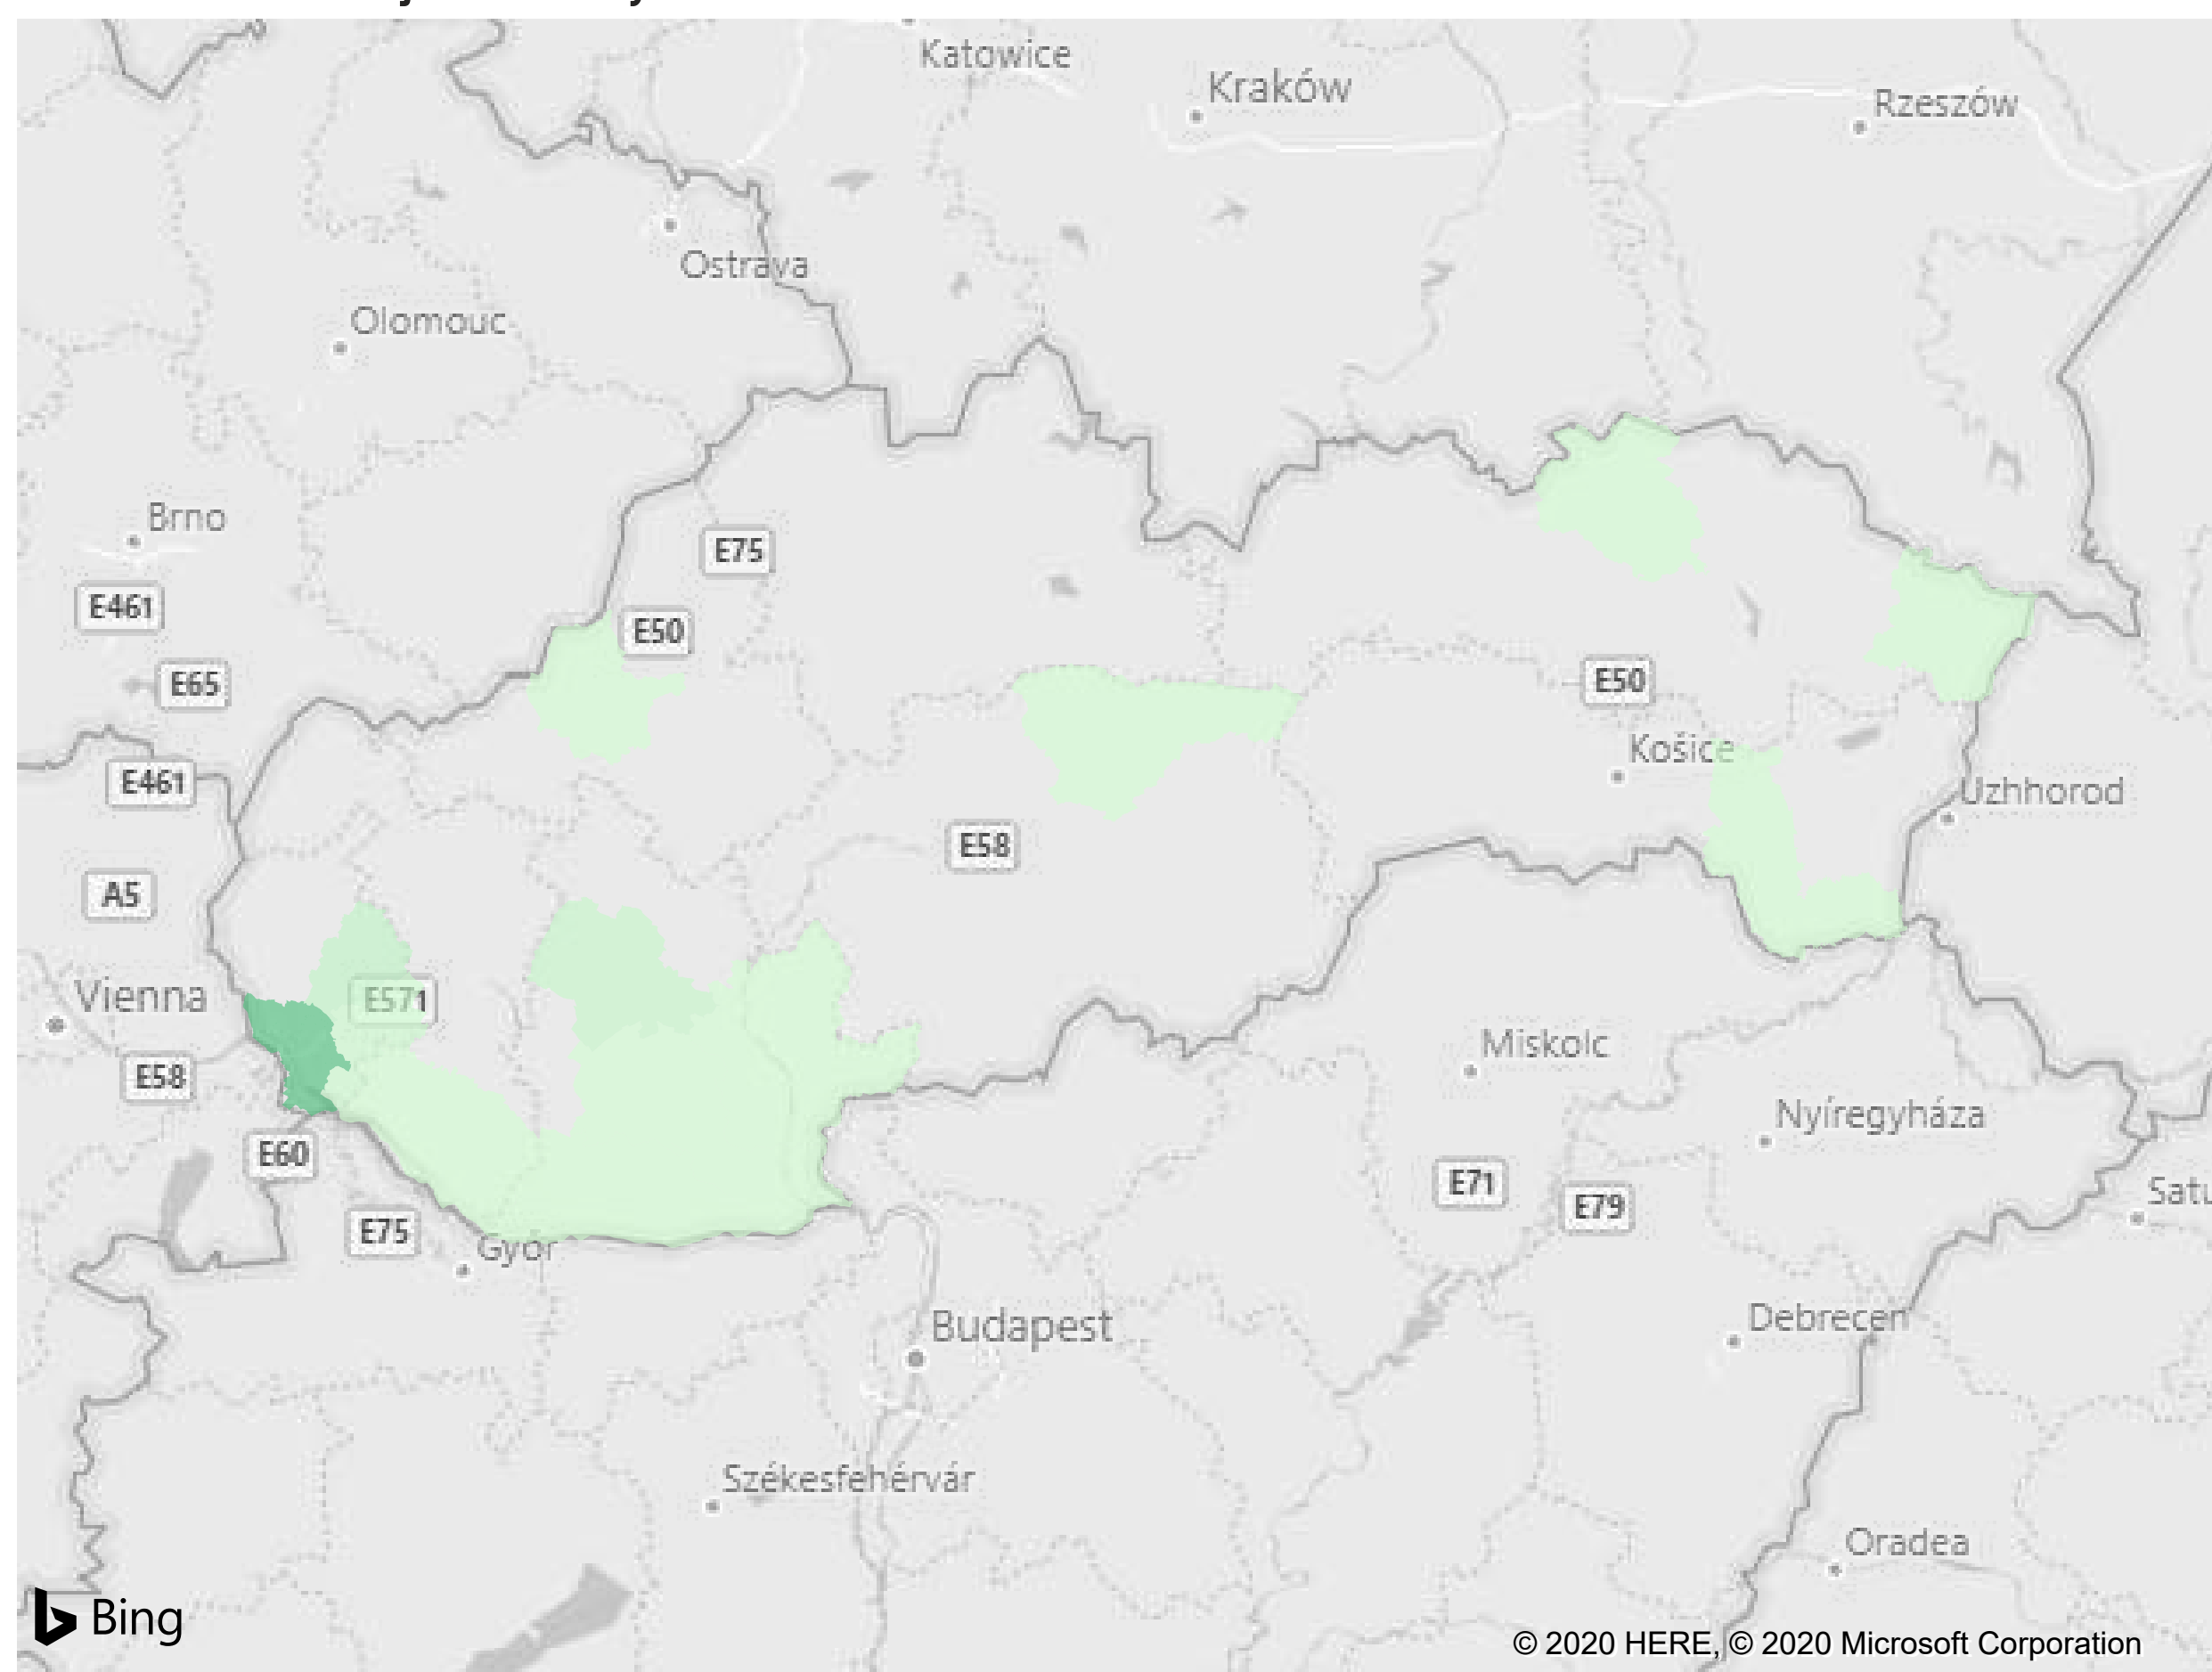 Katowice
Kraków
Rzeszów
Ostrava
Olomouc
Brno
E75
E461
E50
E65
E50
Košice
E461
Uzhhorod
E58
A5
Vienna
E571
Miskolc
E58
Nyíregyháza
E60
E71
E79
Satu
E75
Győr
Budapest
Debrecen
Székesfehérvár
Oradea
Bing
© 2020 HERE, © 2020 Microsoft Corporation